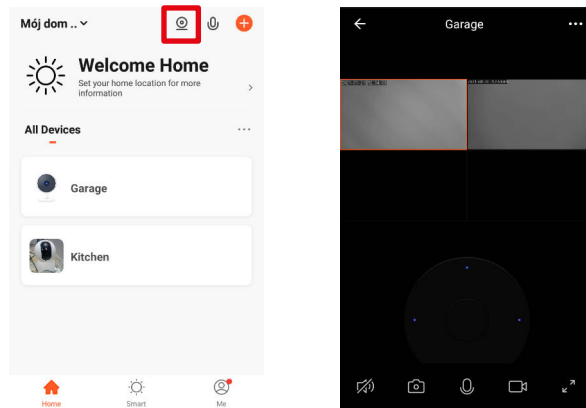 Mój dom ..
Welcome Home
Set your home location for more
information
All Devices
Garage
Kitchen
Home
Smart
Me
Garage